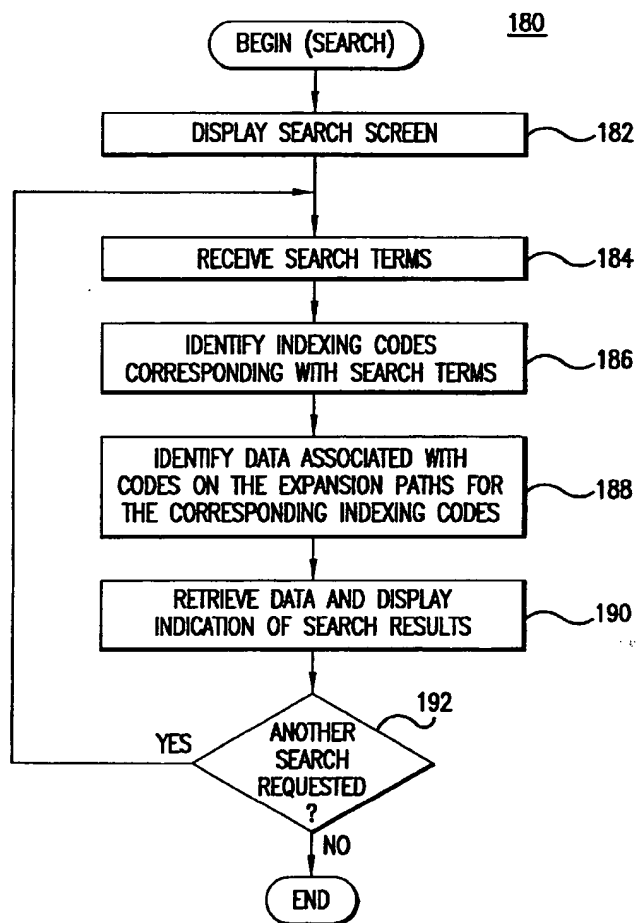 180
BEGIN (SEARCH)
DISPLAY SEARCH SCREEN
182
RECEIVE SEARCH TERMS
184
IDENTIFY INDEXING CODES
CORRESPONDING WITH SEARCH TERMS
186
IDENTIFY DATA ASSOCIATED WITH
CODES ON THE EXPANSION PATHS FOR
THE CORRESPONDING INDEXING CODES
188
RETRIEVE DATA AND DISPLAY
INDICATION OF SEARCH RESULTS
190
192
YES
ANOTHER
SEARCH
REQUESTED
?
NO
END